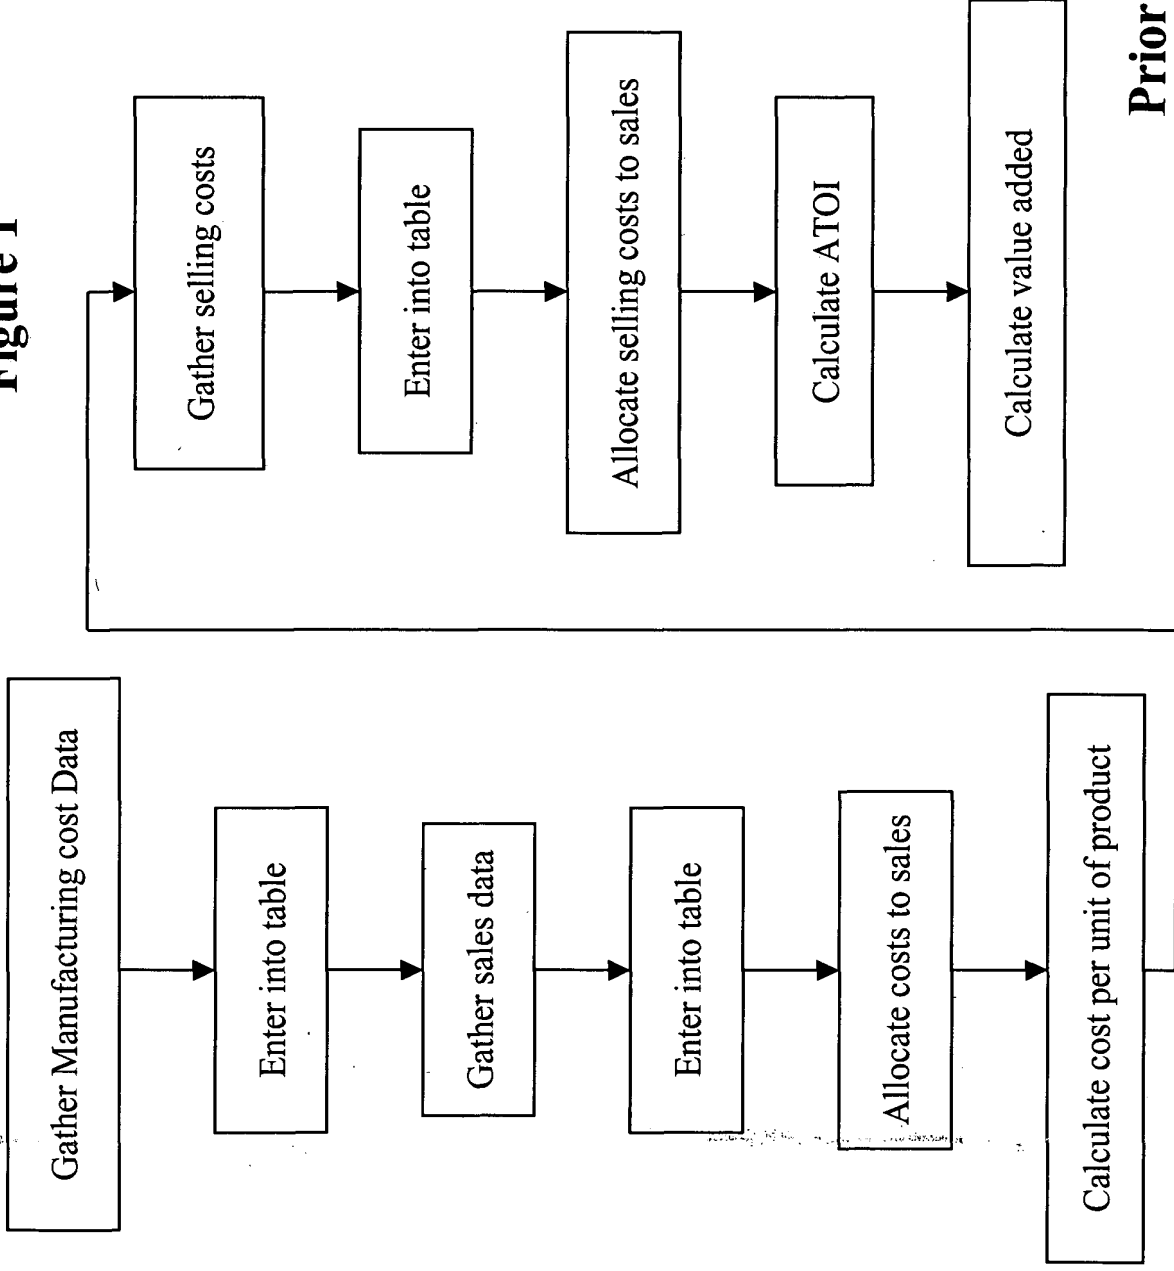 Figure 1
Gather Manufacturing cost Data
Enter into table
Gather sales data
Enter into table
Allocate costs to sales
Calculate cost per unit of product
Gather selling costs
Enter into table
Allocate selling costs to sales
Calculate ATOI
Calculate value added
Prior